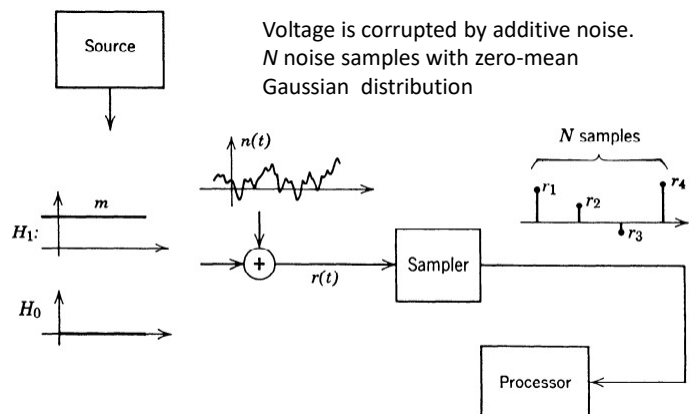 Voltage is corrupted by additive noise.
N noise samples with zero-mean
Gaussian distribution
Source
n(t)
N samples
r1
r2
r3
r4
m
H1:
+
r(t)
Sampler
H0
Processor